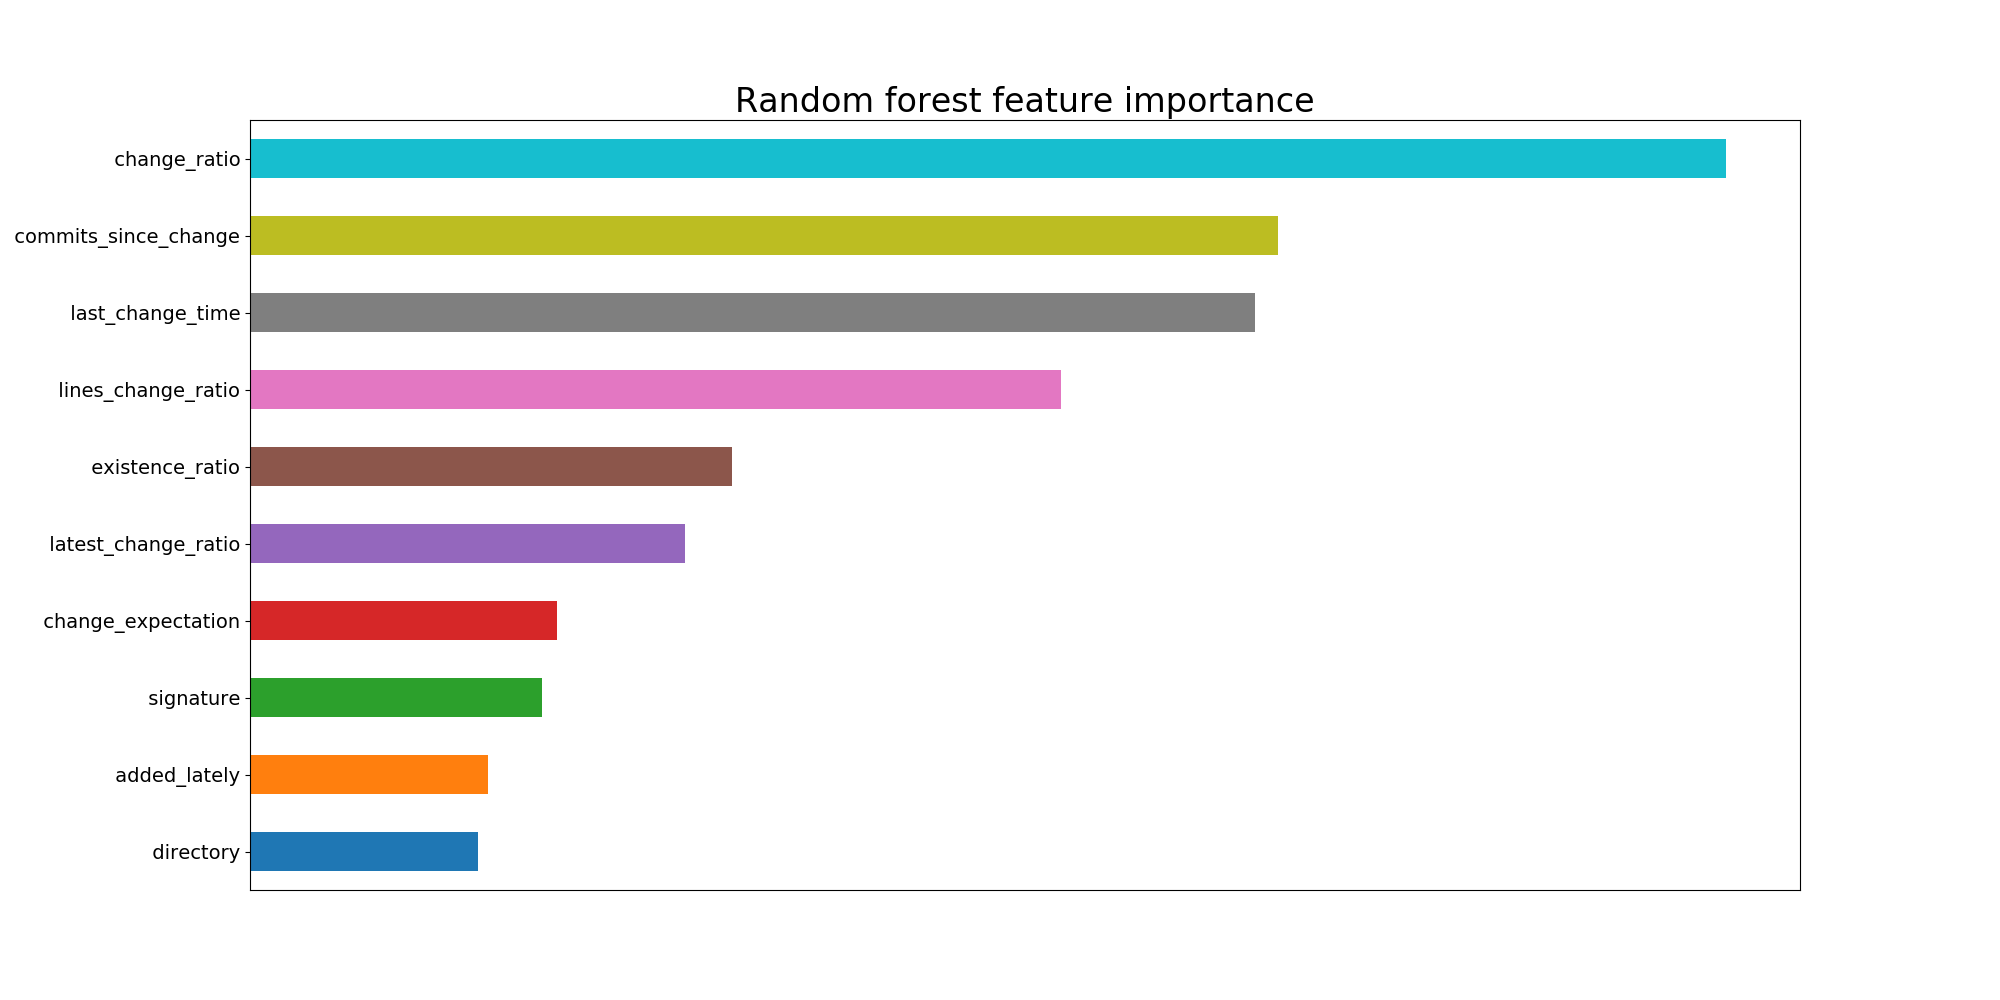 Random forest feature importance
change_ratio
commits_since_change
last_change_time
lines_change_ratio
existence_ratio
latest_change_ratio
change_expectation
signature
added_lately
directory